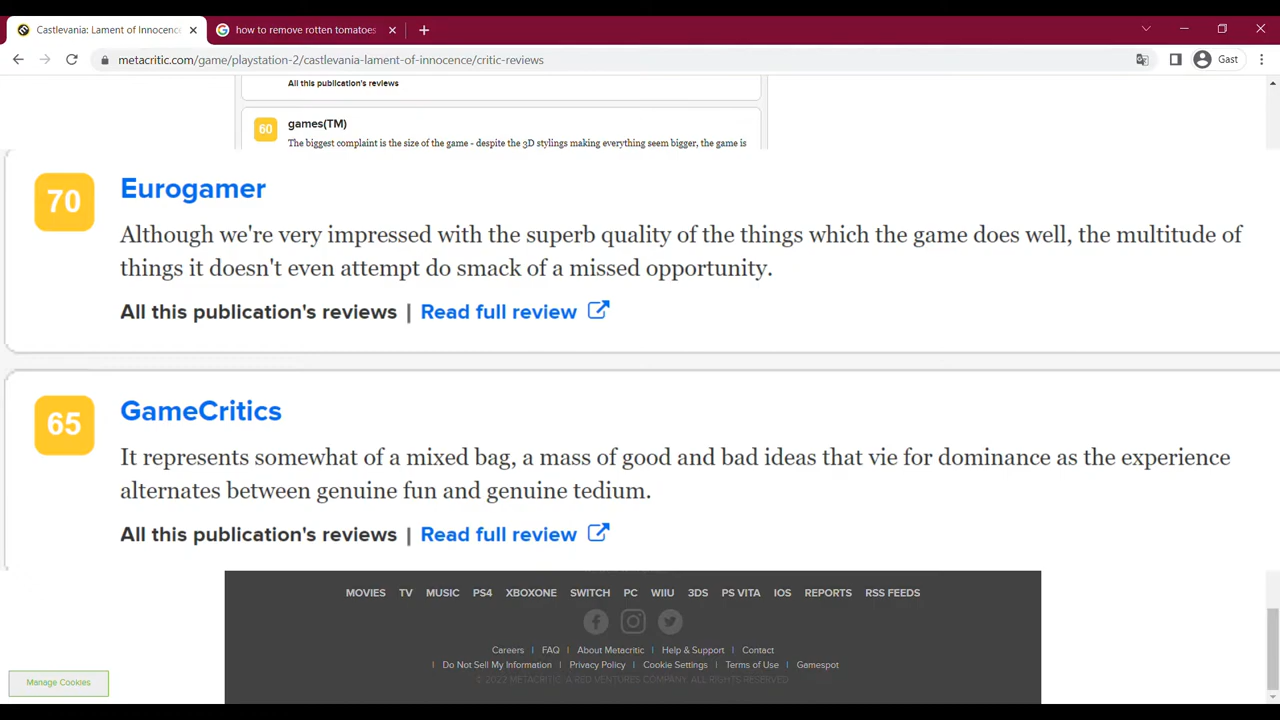 Castlevania: Lament of Innocence
how to remove rotten tomatoes
metacritic.com/game/playstation-2/castlevania-lament-of-innocence/critic-reviews
Gast
All this publication's reviews
60
games(TM)
The biggest complaint is the size of the game - despite the 3D stylings making everything seem bigger, the game is
70
Eurogamer
Although we're very impressed with the superb quality of the things which the game does well, the multitude of
things it doesn't even attempt do smack of a missed opportunity.
All this publication's reviews | Read full review
65
GameCritics
It represents somewhat of a mixed bag, a mass of good and bad ideas that vie for dominance as the experience
alternates between genuine fun and genuine tedium.
All this publication's reviews | Read full review
MOVIES TV MUSIC PS4 XBOXONE SWITCH PC WIIU 3DS PS VITA IOS REPORTS RSS FEEDS
Careers | FAQ | About Metacritic | Help & Support | Contact
| Do Not Sell My Information | Privacy Policy | Cookie Settings | Terms of Use | Gamespot
© 2022 METACRITIC, A RED VENTURES COMPANY. ALL RIGHTS RESERVED.
Manage Cookies